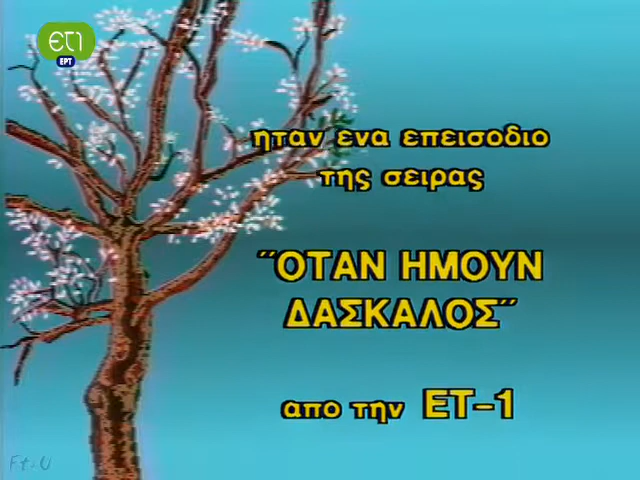 ετ1
ΕΡΤ
ηταν ενα επεισοδιο
της σειρας
"ΟΤΑΝ ΗΜΟΥΝ
ΔΑΣΚΑΛΟΣ"
απο την ΕΤ-1